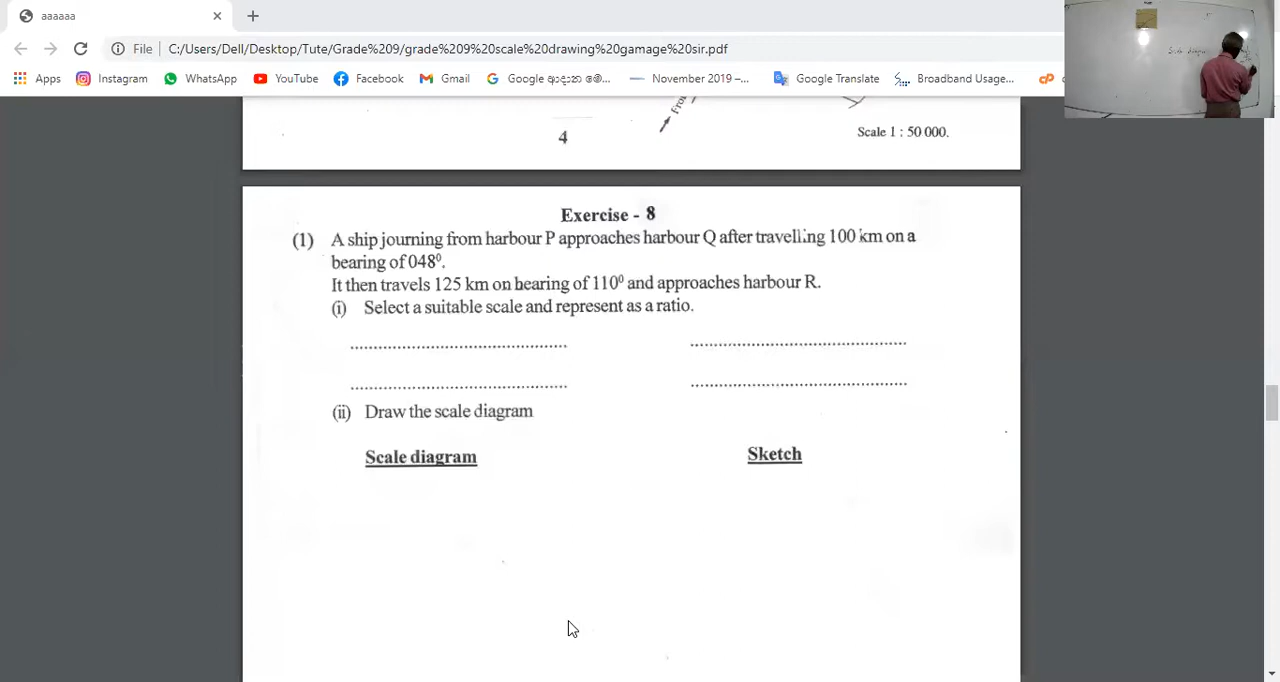 aaaaaa
File | C:/Users/Dell/Desktop/Tute/Grade%209/grade%209%20scale%20drawing%20gamage%20sir.pdf
Apps Instagram WhatsApp YouTube Facebook Gmail Google November 2019 –... Google Translate Broadband Usage...
4
Scale 1 : 50 000.
Exercise - 8
(1) A ship journing from harbour P approaches harbour Q after travelling 100 km on a
bearing of 048⁰.
It then travels 125 km on bearing of 110⁰ and approaches harbour R.
(i) Select a suitable scale and represent as a ratio.
(ii) Draw the scale diagram
Scale diagram Sketch